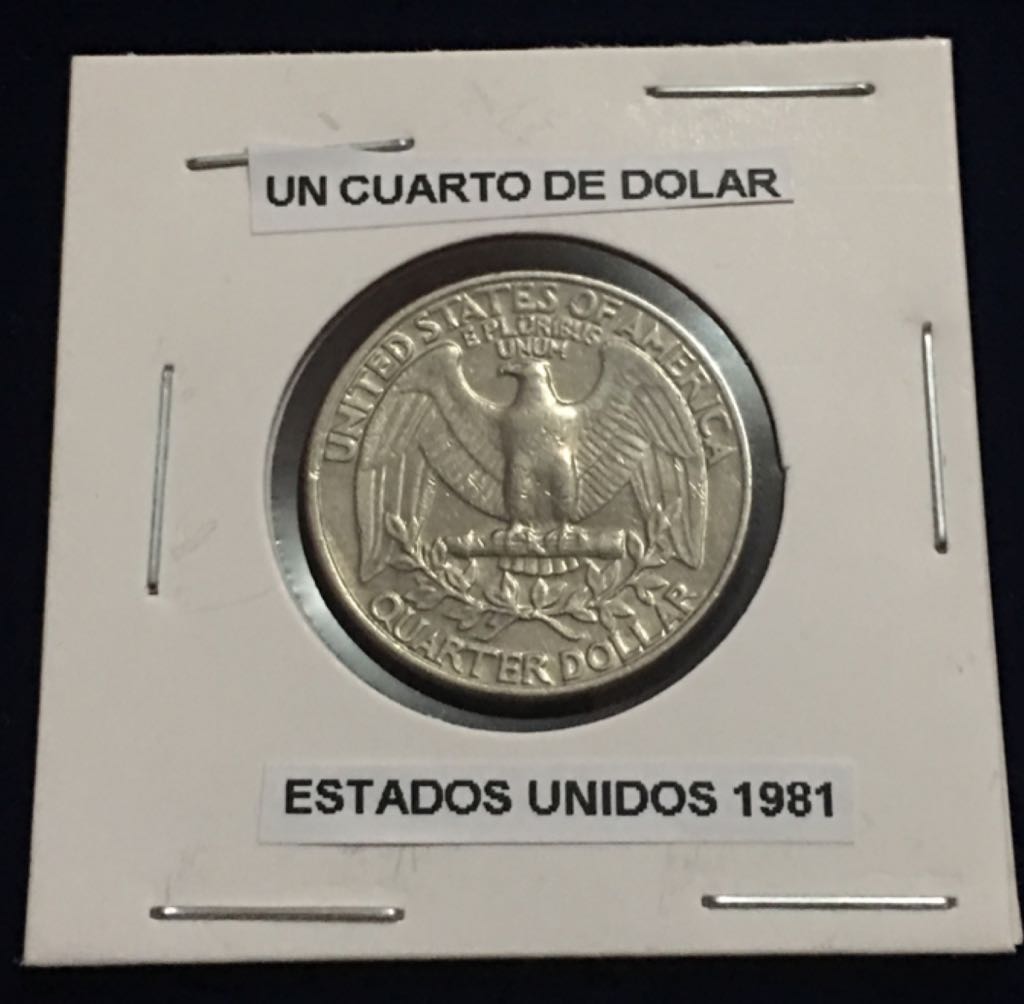 UN CUARTO DE DOLAR
UNITED STATES OF AMERICA
E PLURIBUS
UNUM
QUARTER DOLLAR
ESTADOS UNIDOS 1981